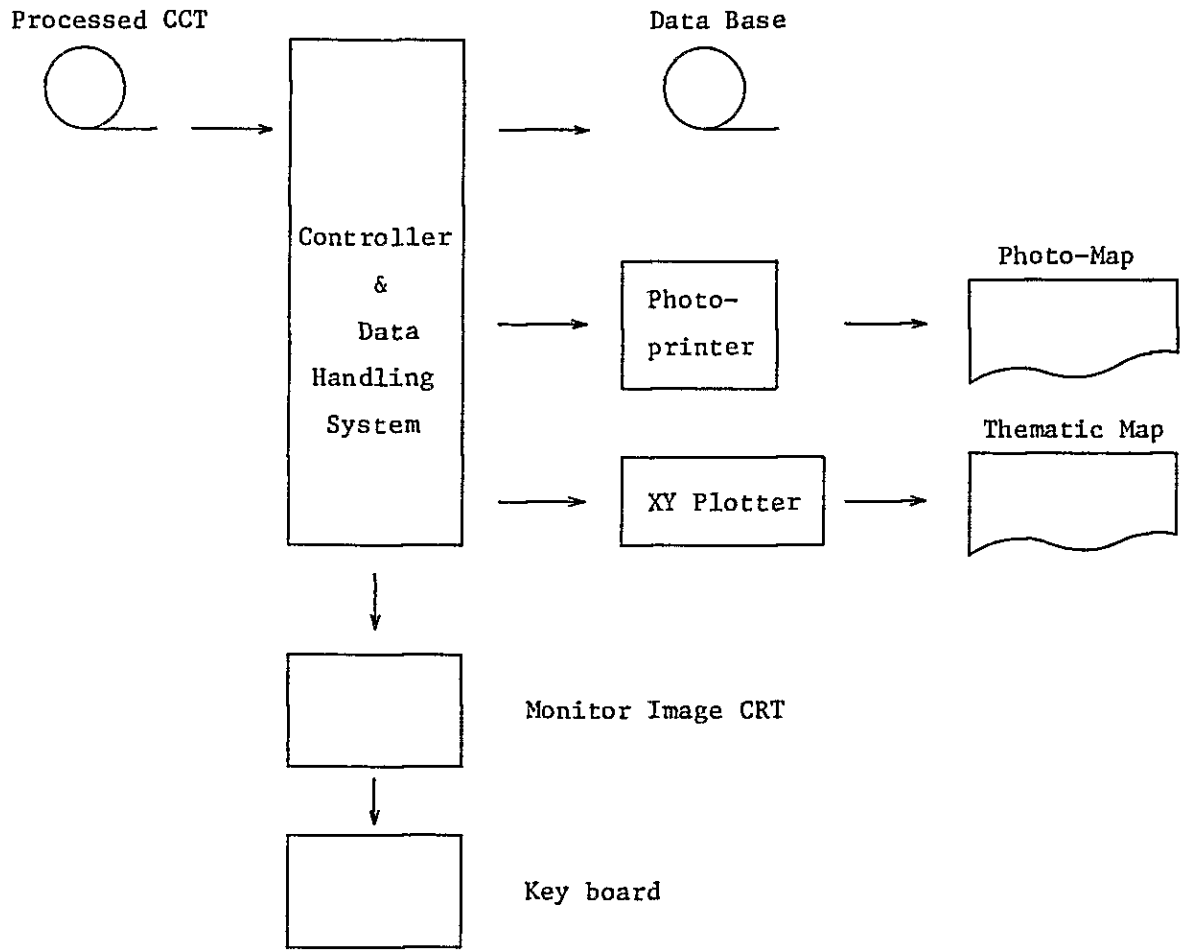 Processed CCT
Data Base
Controller
&
Data
Handling
System
Photo-
printer
Photo-Map
XY Plotter
Thematic Map
Monitor Image CRT
Key board